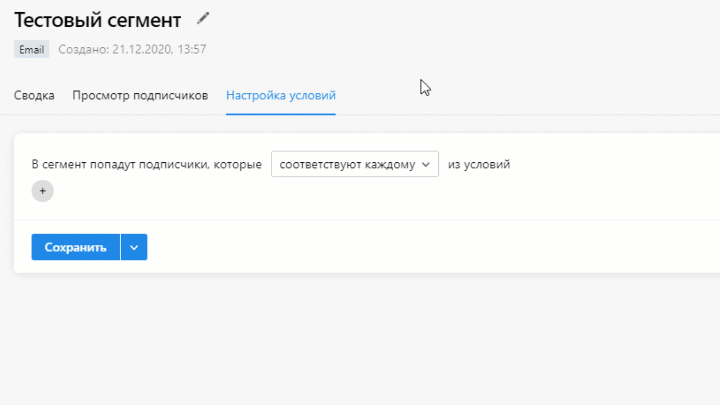 Тестовый сегмент
Email Создано: 21.12.2020, 13:57
Сводка Просмотр подписчиков Настройка условий
В сегмент попадут подписчики, которые соответствуют каждому из условий
+
Сохранить